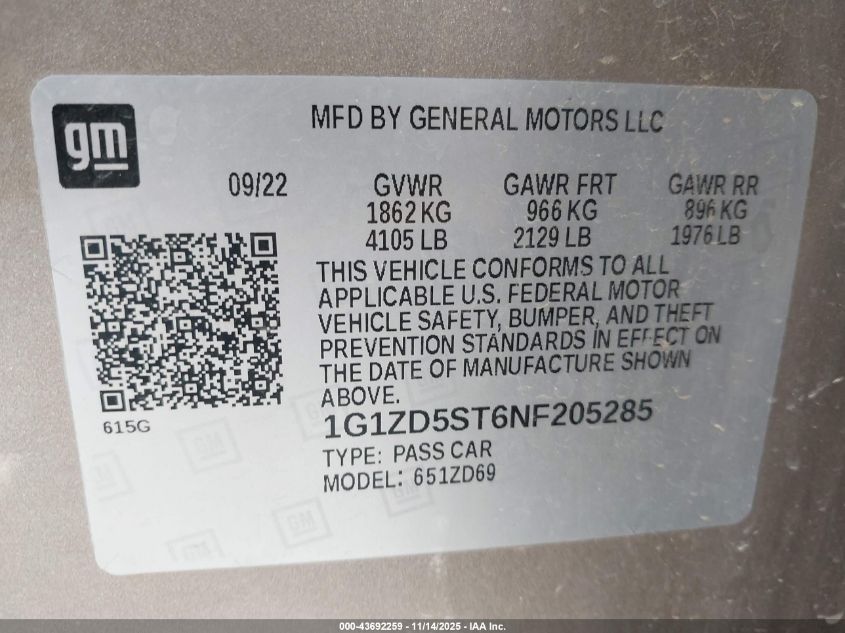 gm
MFD BY GENERAL MOTORS LLC
09/22 GVWR GAWR FRT GAWR RR
1862 KG 966 KG 896 KG
4105 LB 2129 LB 1976 LB
THIS VEHICLE CONFORMS TO ALL
APPLICABLE U.S. FEDERAL MOTOR
VEHICLE SAFETY, BUMPER, AND THEFT
PREVENTION STANDARDS IN EFFECT ON
THE DATE OF MANUFACTURE SHOWN
ABOVE.
615G
1G1ZD5ST6NF205285
TYPE: PASS CAR
MODEL: 651ZD69
GM
GM
000-43692259 - 11/14/2025 - IAA Inc.